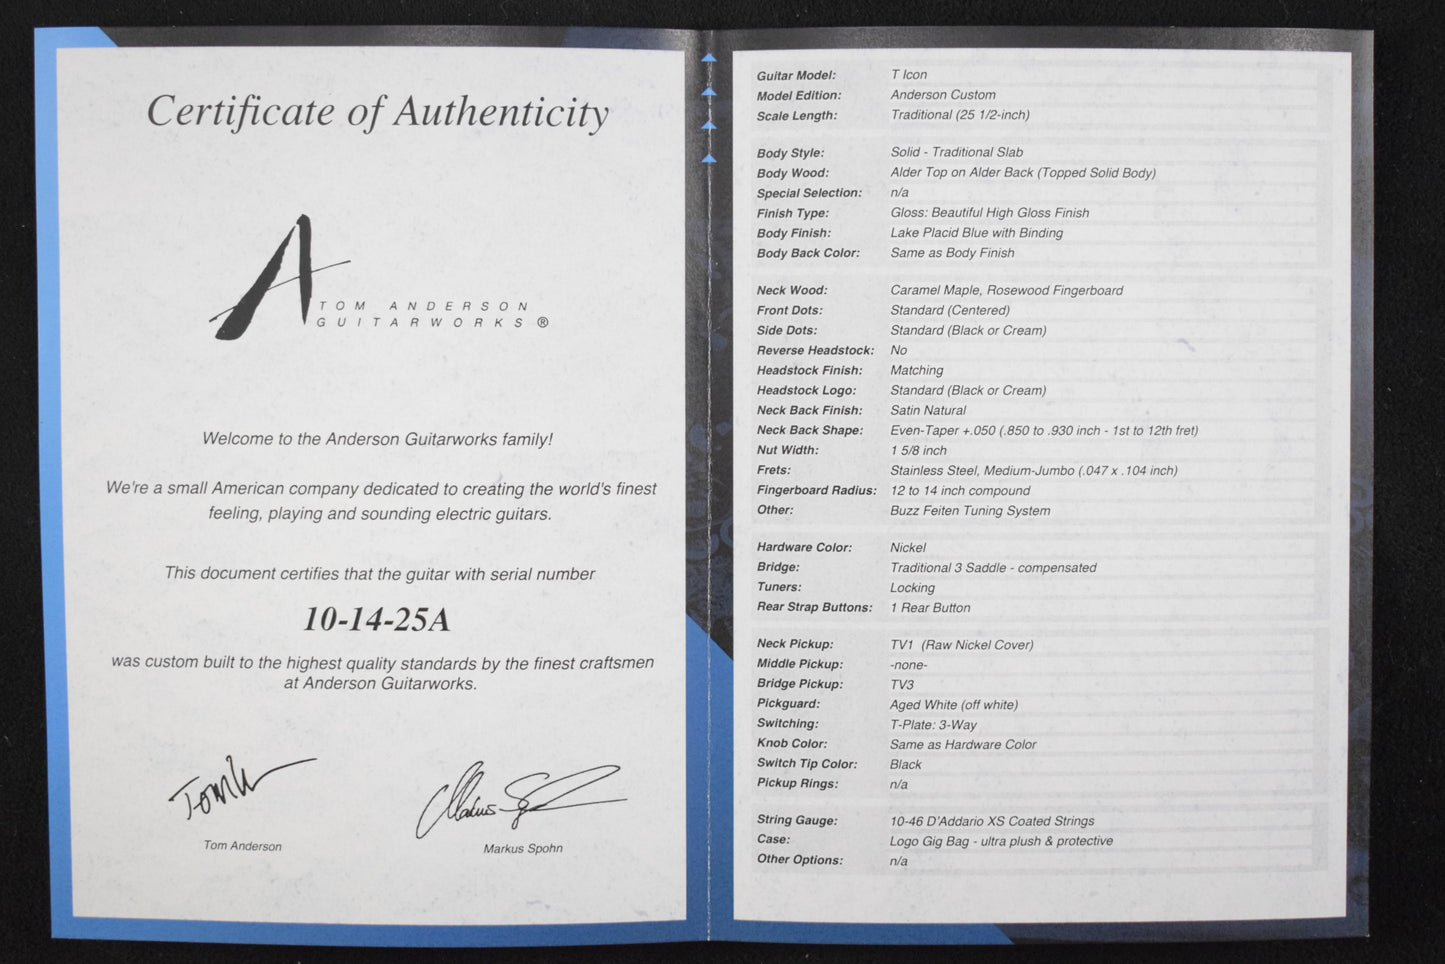 Certificate of Authenticity
TOM ANDERSON
GUITARWORKS ®
Welcome to the Anderson Guitarworks family!
We're a small American company dedicated to creating the world's finest
feeling, playing and sounding electric guitars.
This document certifies that the guitar with serial number
10-14-25A
was custom built to the highest quality standards by the finest craftsmen
at Anderson Guitarworks.
Tom Anderson
Markus Spohn
Guitar Model: T Icon
Model Edition: Anderson Custom
Scale Length: Traditional (25 1/2-inch)
Body Style: Solid - Traditional Slab
Body Wood: Alder Top on Alder Back (Topped Solid Body)
Special Selection: n/a
Finish Type: Gloss: Beautiful High Gloss Finish
Body Finish: Lake Placid Blue with Binding
Body Back Color: Same as Body Finish
Neck Wood: Caramel Maple, Rosewood Fingerboard
Front Dots: Standard (Centered)
Side Dots: Standard (Black or Cream)
Reverse Headstock: No
Headstock Finish: Matching
Headstock Logo: Standard (Black or Cream)
Neck Back Finish: Satin Natural
Neck Back Shape: Even-Taper +.050 (.850 to .930 inch - 1st to 12th fret)
Nut Width: 1 5/8 inch
Frets: Stainless Steel, Medium-Jumbo (.047 x .104 inch)
Fingerboard Radius: 12 to 14 inch compound
Other: Buzz Feiten Tuning System
Hardware Color: Nickel
Bridge: Traditional 3 Saddle - compensated
Tuners: Locking
Rear Strap Buttons: 1 Rear Button
Neck Pickup: TV1 (Raw Nickel Cover)
Middle Pickup: -none-
Bridge Pickup: TV3
Pickguard: Aged White (off white)
Switching: T-Plate: 3-Way
Knob Color: Same as Hardware Color
Switch Tip Color: Black
Pickup Rings: n/a
String Gauge: 10-46 D'Addario XS Coated Strings
Case: Logo Gig Bag - ultra plush & protective
Other Options: n/a